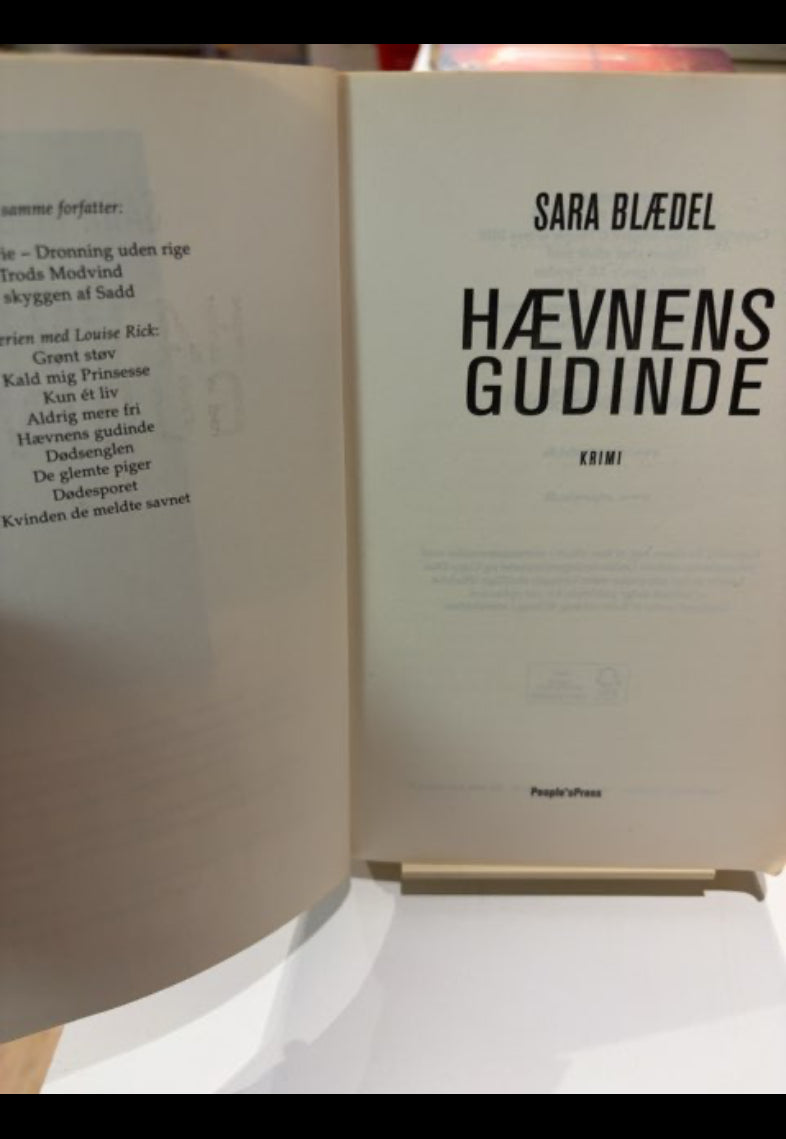 samme forfatter:
ie – Dronning uden rige
Trods Modvind
skyggen af Sadd
erien med Louise Rick:
Grønt støv
Kald mig Prinsesse
Kun ét liv
Aldrig mere fri
Hævnens gudinde
Dødsenglen
De glemte piger
Dødesporet
Kvinden de meldte savnet
SARA BLÆDEL
HÆVNENS
GUDINDE
KRIMI
People'sPress